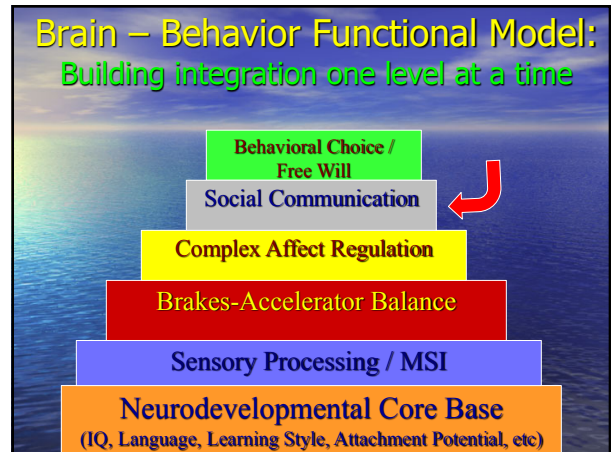 Brain – Behavior Functional Model:
Building integration one level at a time
Behavioral Choice /
Free Will
Social Communication
Complex Affect Regulation
Brakes-Accelerator Balance
Sensory Processing / MSI
Neurodevelopmental Core Base
(IQ, Language, Learning Style, Attachment Potential, etc)